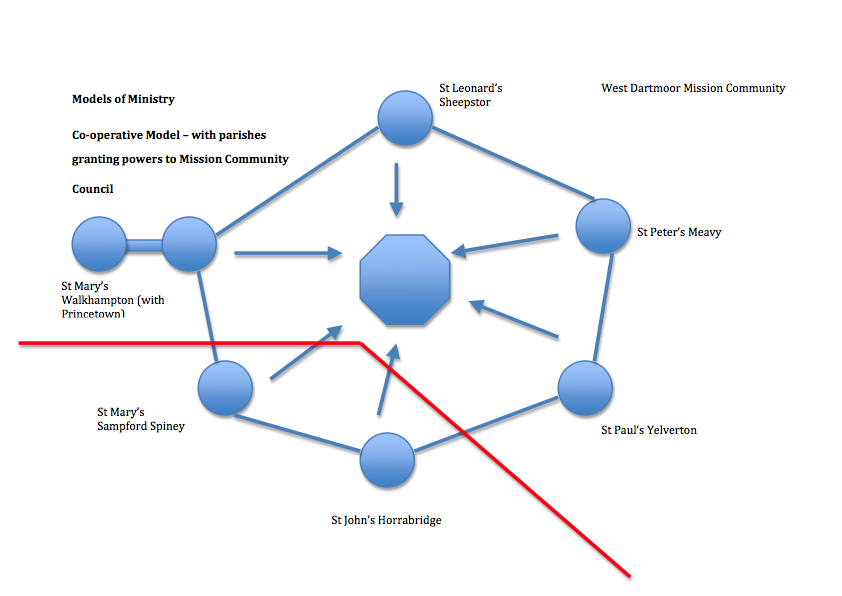 Models of Ministry
Co-operative Model – with parishes
granting powers to Mission Community
Council
St Leonard's
Sheepstor
West Dartmoor Mission Community
St Peter's Meavy
St Mary's
Walkhampton (with
Princetown)
St Mary's
Sampford Spiney
St Paul's Yelverton
St John's Horrabridge